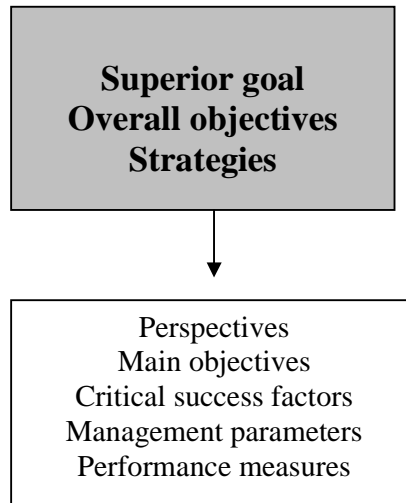 Superior goal
Overall objectives
Strategies
Perspectives
Main objectives
Critical success factors
Management parameters
Performance measures